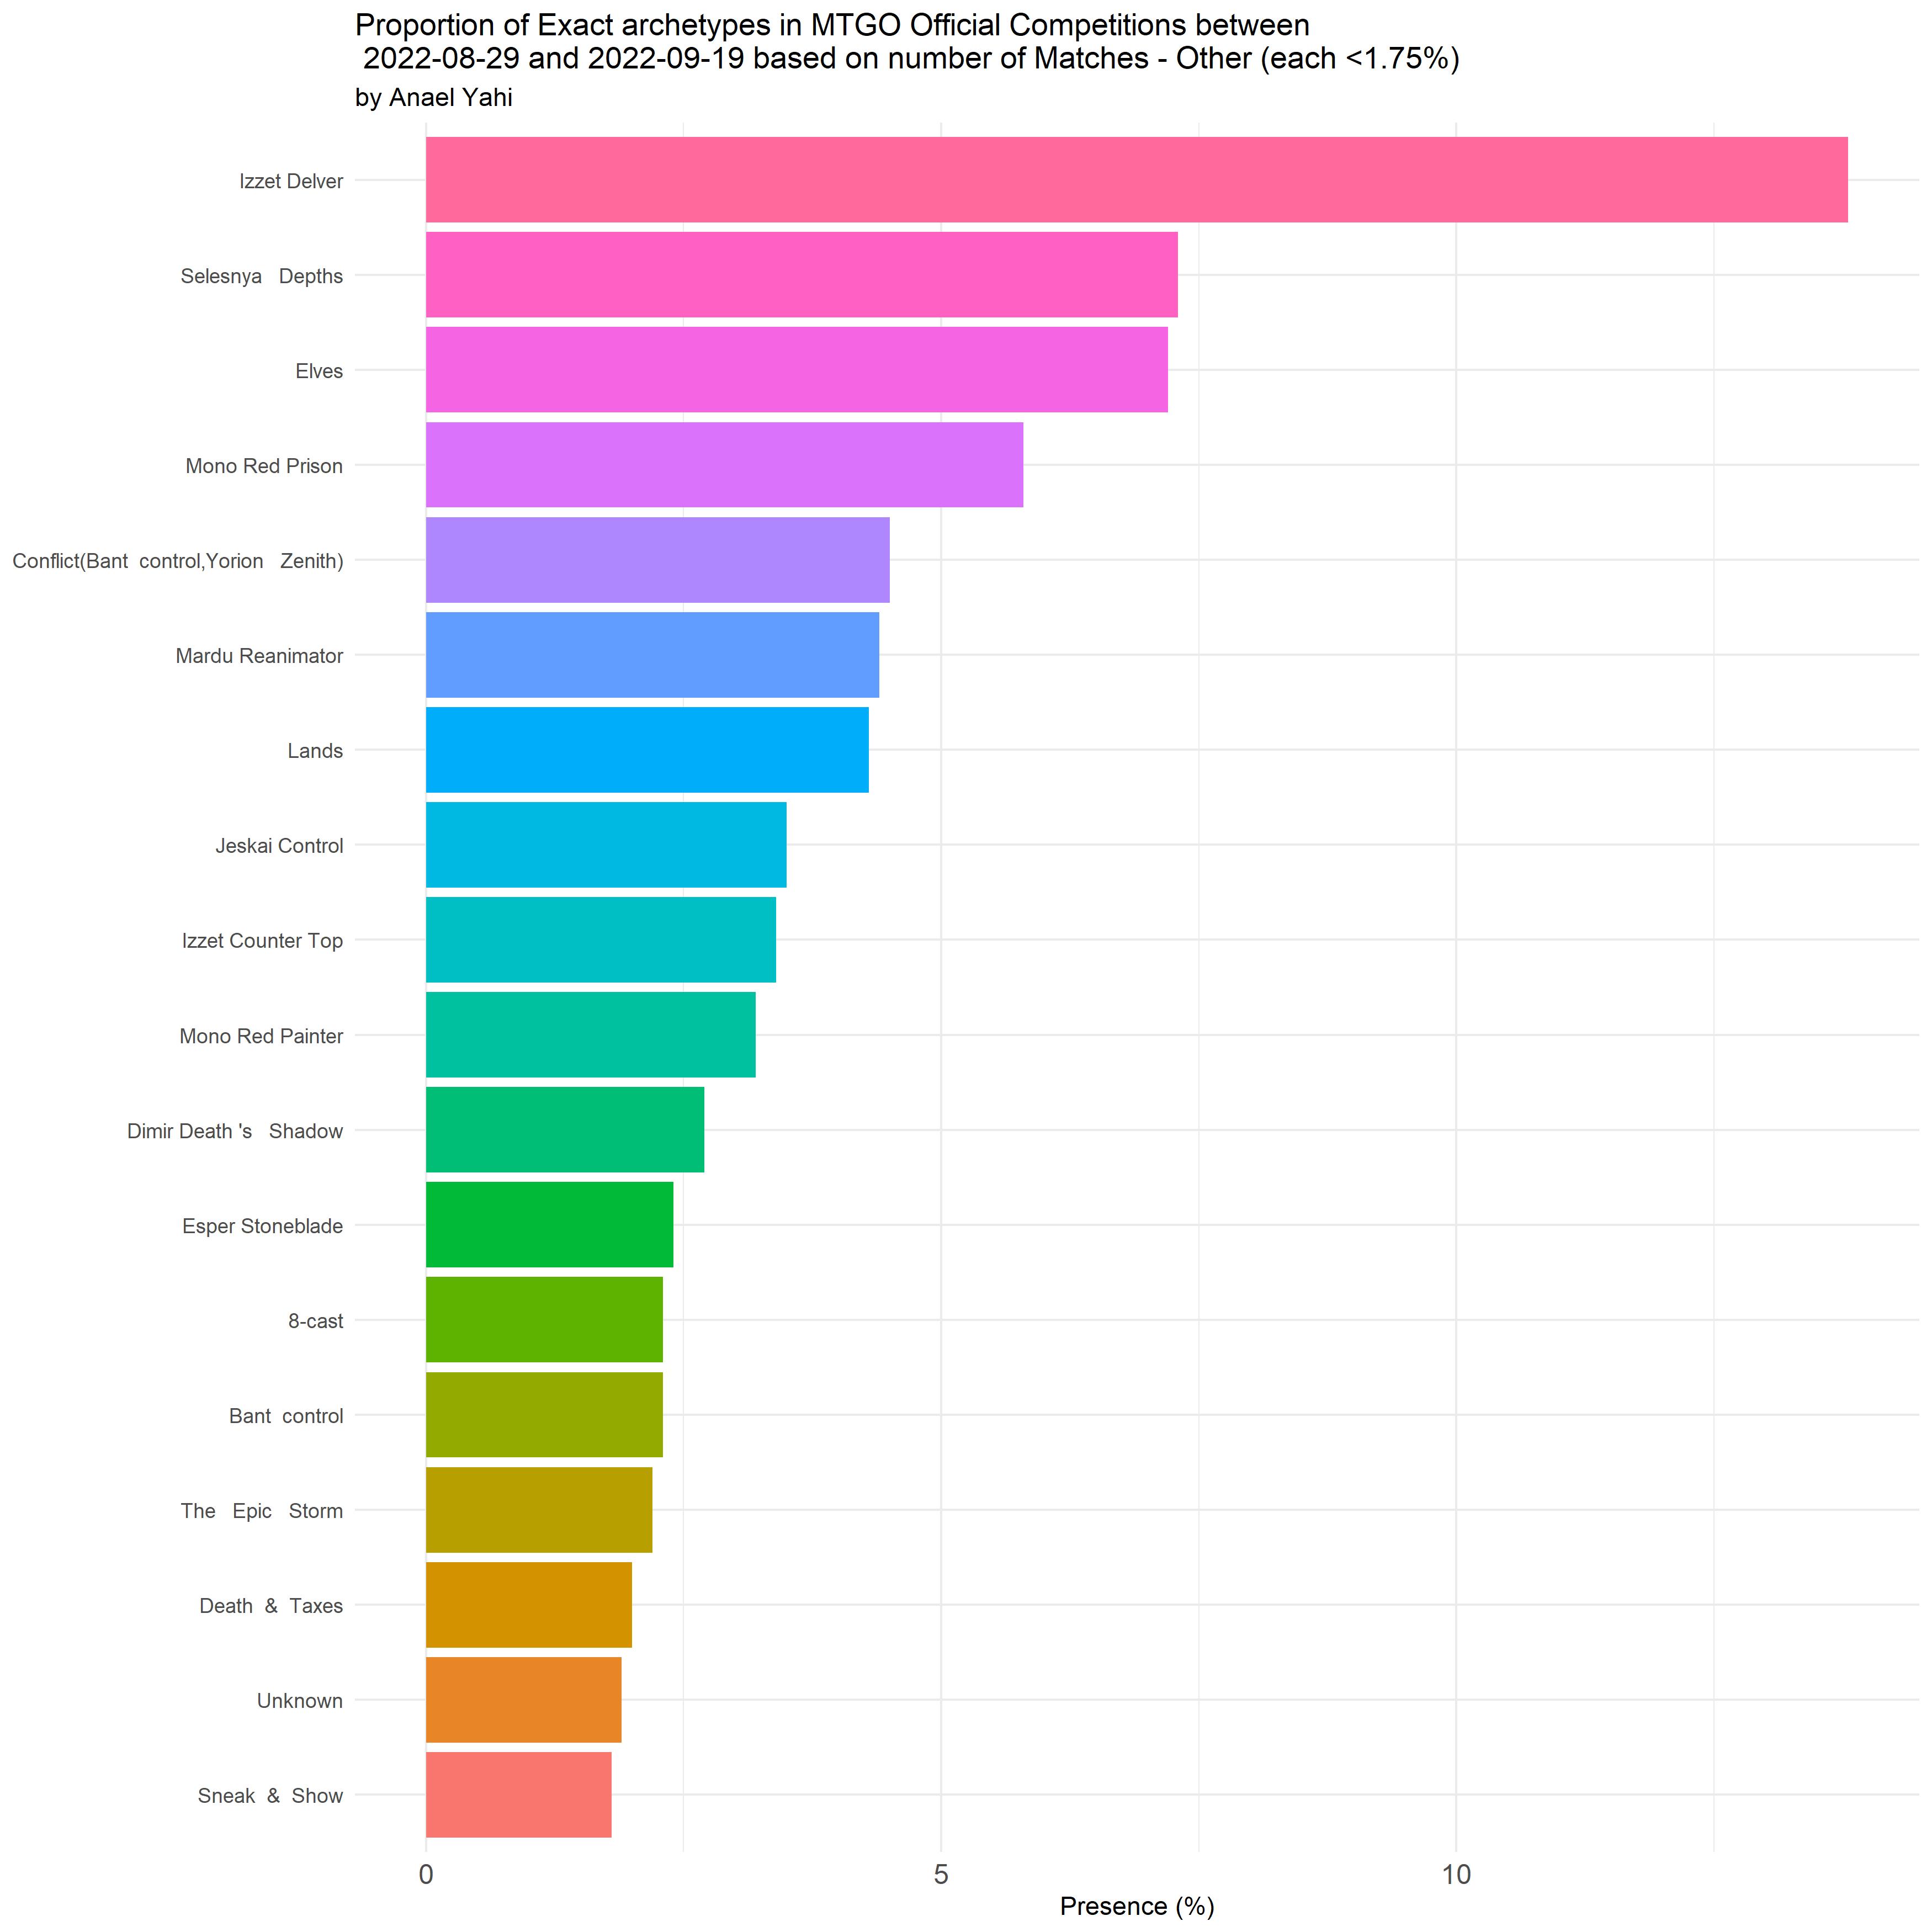 Proportion of Exact archetypes in MTGO Official Competitions between
2022-08-29 and 2022-09-19 based on number of Matches - Other (each <1.75%)
by Anael Yahi
Izzet Delver
Selesnya   Depths
Elves
Mono Red Prison
Conflict(Bant  control,Yorion   Zenith)
Mardu Reanimator
Lands
Jeskai Control
Izzet Counter Top
Mono Red Painter
Dimir Death 's   Shadow
Esper Stoneblade
8-cast
Bant  control
The   Epic   Storm
Death  &  Taxes
Unknown
Sneak  &  Show
0 5 10
Presence (%)